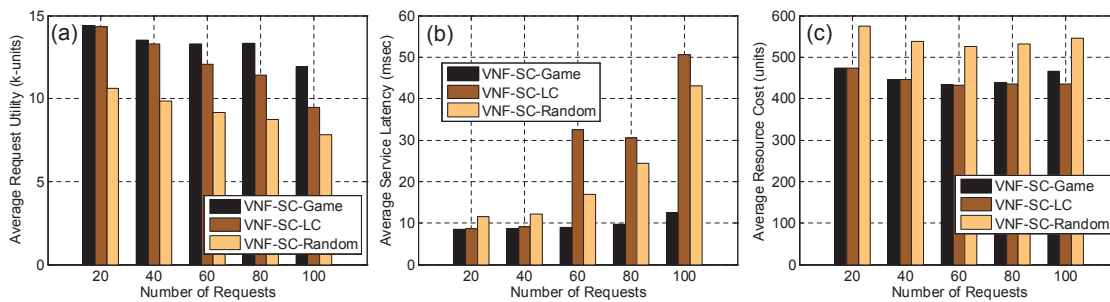 (a)
Average Request Utility (k-units)
15
10
5
0
VNF-SC-Game
VNF-SC-LC
VNF-SC-Random
20 40 60 80 100
Number of Requests
(b)
Average Service Latency (msec)
60
50
40
30
20
10
0
VNF-SC-Game
VNF-SC-LC
VNF-SC-Random
20 40 60 80 100
Number of Requests
(c)
Average Resource Cost (units)
600
500
400
300
200
100
0
VNF-SC-Game
VNF-SC-LC
VNF-SC-Random
20 40 60 80 100
Number of Requests